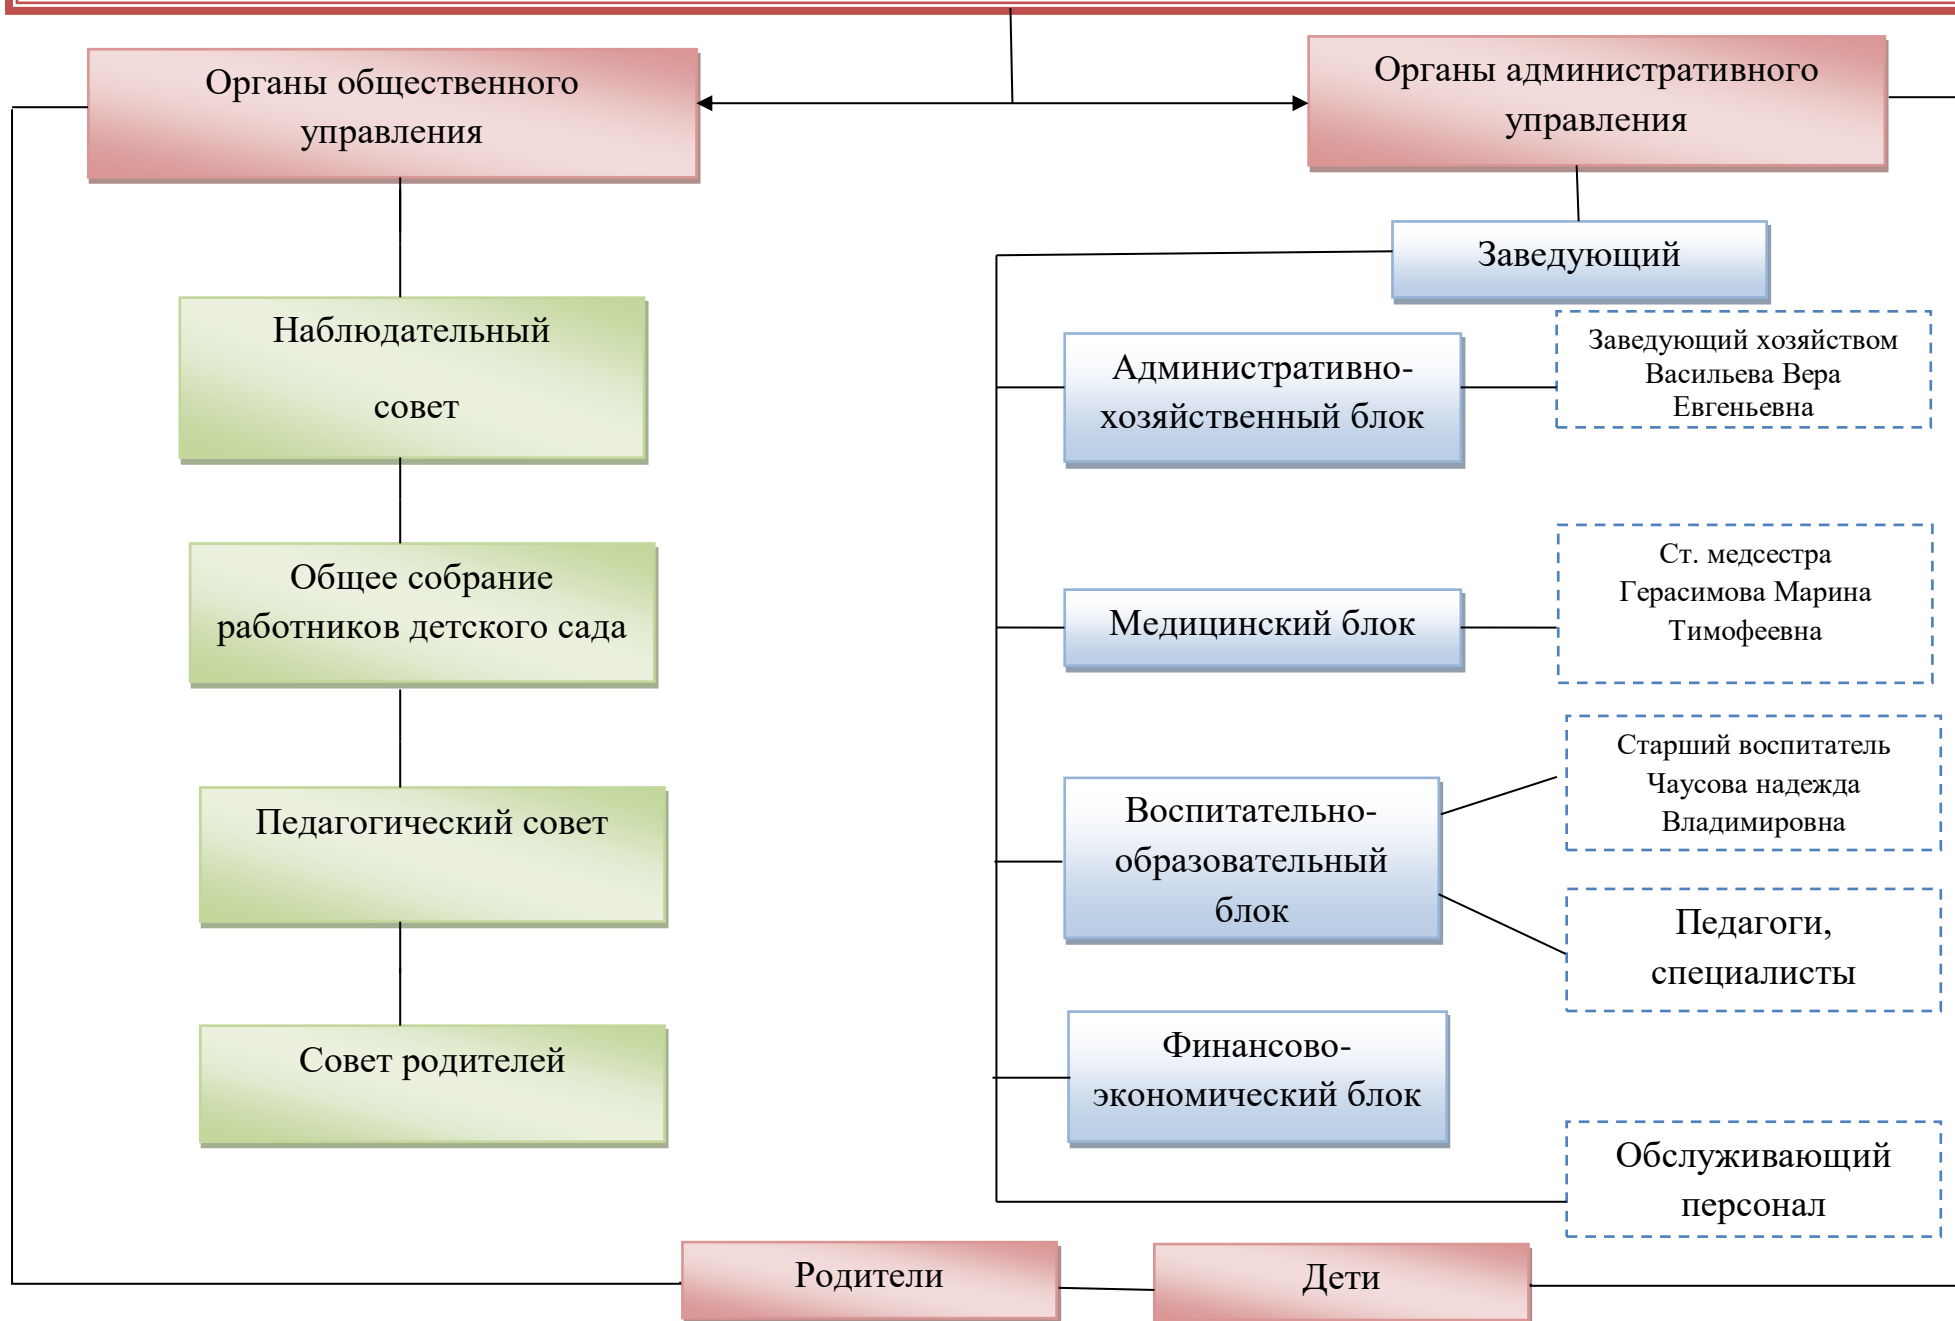 Органы общественного
управления
Органы административного
управления
Наблюдательный
совет
Общее собрание
работников детского сада
Педагогический совет
Совет родителей
Заведующий
Административно-
хозяйственный блок
Заведующий хозяйством
Васильева Вера
Евгеньевна
Медицинский блок
Ст. медсестра
Герасимова Марина
Тимофеевна
Воспитательно-
образовательный
блок
Старший воспитатель
Чаусова надежда
Владимировна
Педагоги,
специалисты
Финансово-
экономический блок
Обслуживающий
персонал
Родители
Дети